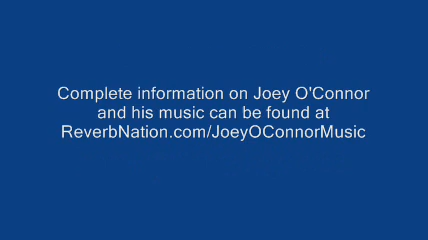 Complete information on Joey O'Connor
and his music can be found at
ReverbNation.com/JoeyOConnorMusic